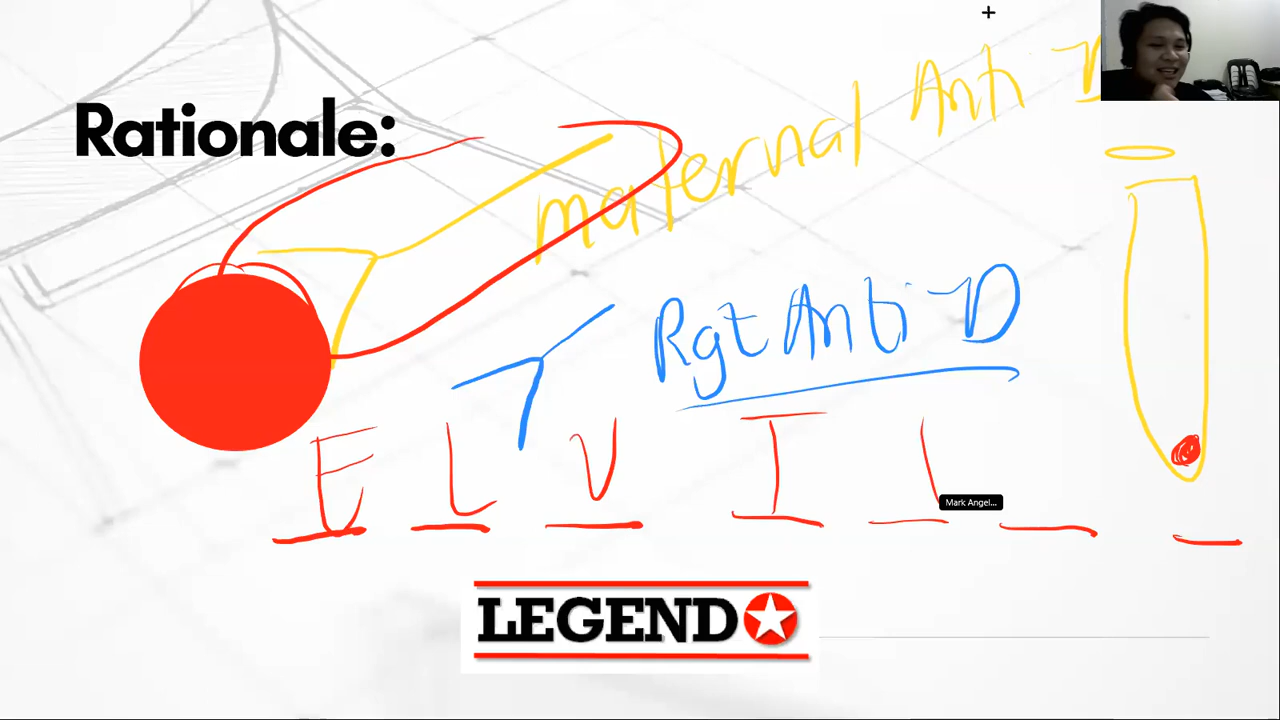 Rationale:
maternal Anti D
Rgt Anti-D
E L V I L
Mark Angel...
LEGEND